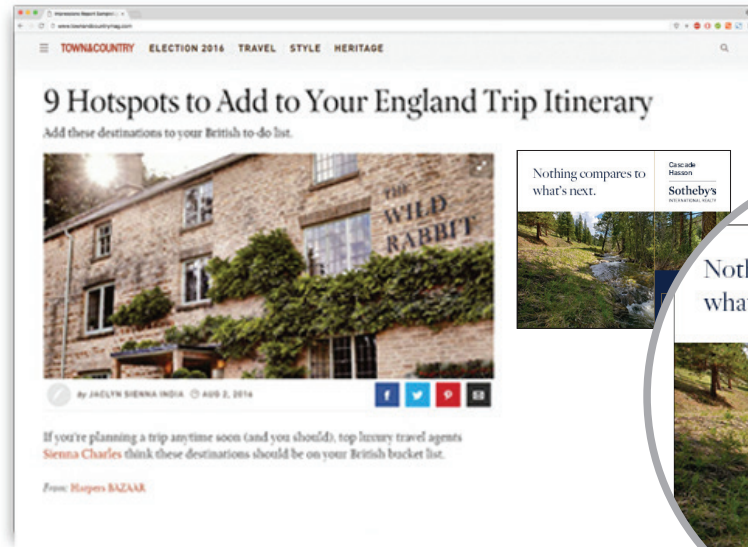 www.townandcountrymag.com
TOWN&COUNTRY ELECTION 2016 TRAVEL STYLE HERITAGE
9 Hotspots to Add to Your England Trip Itinerary
Add these destinations to your British to-do list.
THE
WILD
RABBIT
By JACLYN SIENNA INDIA AUG 2, 2016
If you're planning a trip anytime soon (and you should), top luxury travel agents
Sienna Charles think these destinations should be on your British bucket list.
From: Harpers BAZAAR
Nothing compares to
what's next.
Cascade
Hasson
Sotheby's
INTERNATIONAL REALTY
Noth
what